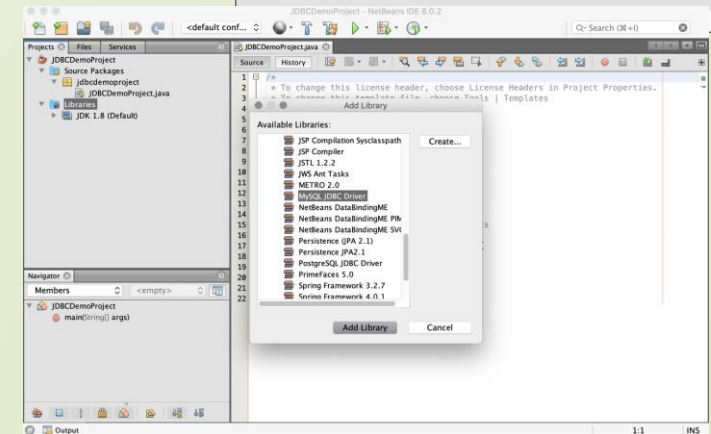 JDBCDemoProject - NetBeans IDE 8.0.2
<default conf...
Search (⌘+I)
Projects
Files
Services
JDBCDemoProject.java
JDBCDemoProject
Source Packages
jdbcdemoproject
JDBCDemoProject.java
Libraries
JDK 1.8 (Default)
Source
History
1 /*
2 * To change this license header, choose License Headers in Project Properties.
3 * To change this template file, choose Tools | Templates
4
5
6
7
8
9
10
11
12
13
14
15
16
17
18
19
20
21
22
Add Library
Available Libraries:
JSP Compilation Sysclasspath
JSP Compiler
JSTL 1.2.2
JWS Ant Tasks
METRO 2.0
MySQL JDBC Driver
NetBeans DataBindingME
NetBeans DataBindingME PIM
NetBeans DataBindingME SVG
Persistence (JPA 2.1)
Persistence JPA2.1
PostgreSQL JDBC Driver
PrimeFaces 5.0
Spring Framework 3.2.7
Spring Framework 4.0.1
Create...
Add Library
Cancel
Navigator
Members
<empty>
JDBCDemoProject
main(String[] args)
Output
1:1
INS